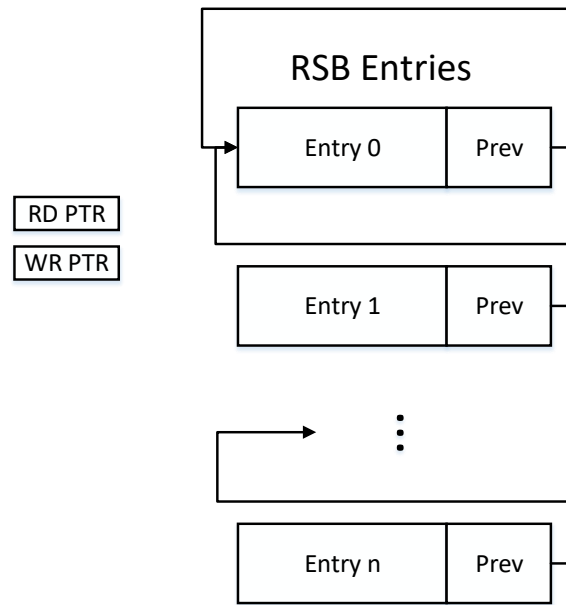 RSB Entries
Entry 0 Prev
RD PTR
WR PTR
Entry 1 Prev
Entry n Prev